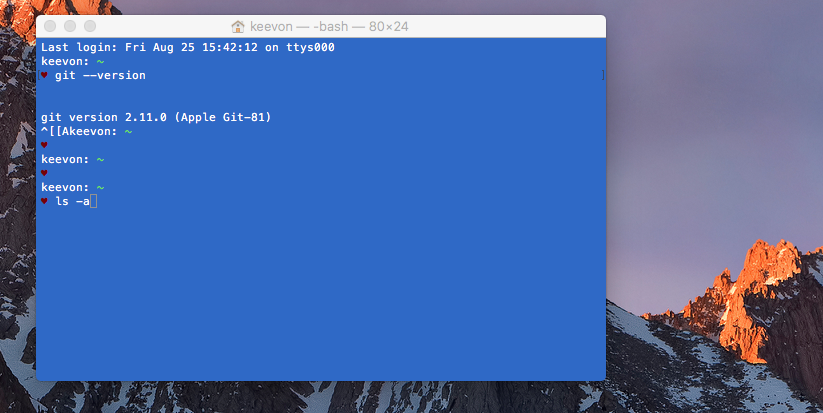 keevon — -bash — 80×24
Last login: Fri Aug 25 15:42:12 on ttys000
keevon: ~
[♥ git --version ]
git version 2.11.0 (Apple Git-81)
^[[Akeevon: ~
♥
keevon: ~
♥
keevon: ~
♥ ls -a